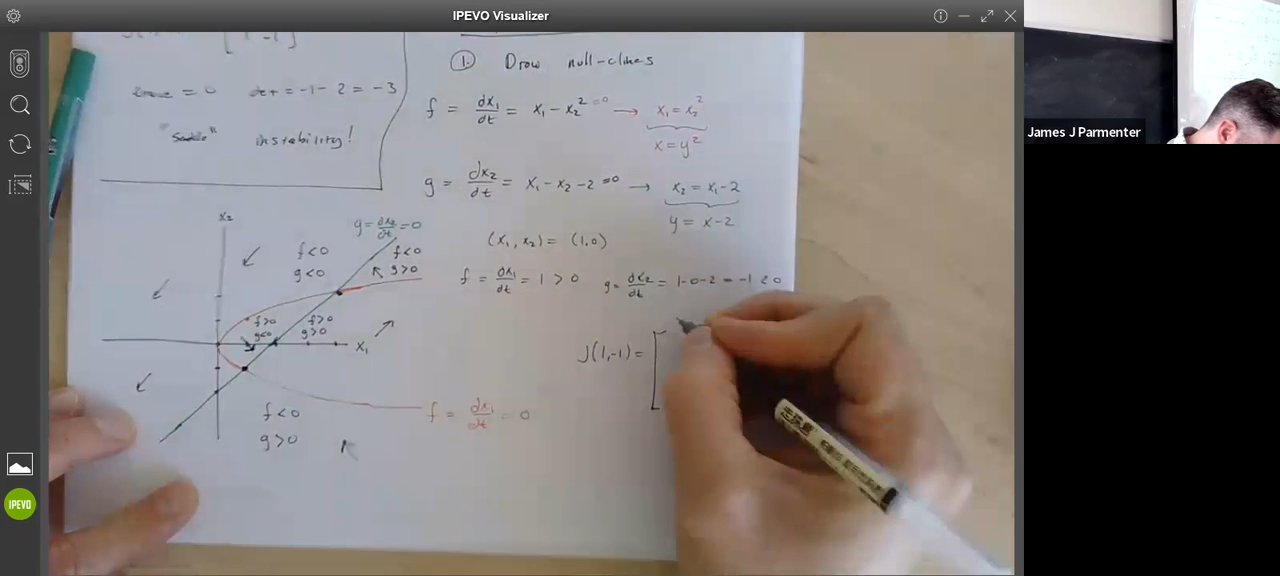 IPEVO Visualizer
James J Parmenter
= 0 det = -1 - 2 = -3
instability!
① Draw null-clines
f = dx₁/dt = x₁ - x₂² = 0 → x₁ = x₂²
x = y²
g = dx₂/dt = x₁ - x₂ - 2 = 0 → x₂ = x₁ - 2
y = x - 2
(x₁, x₂) = (1, 0)
f = dx₁/dt = 1 > 0 g = dx₂/dt = 1 - 0 - 2 = -1 < 0
J(1, -1) = [
x₂
g = dx₂/dt = 0
f < 0
g < 0
f < 0
g > 0
f > 0
g < 0
f > 0
g > 0
x₁
f = dx₁/dt = 0
f < 0
g > 0
IPEVO